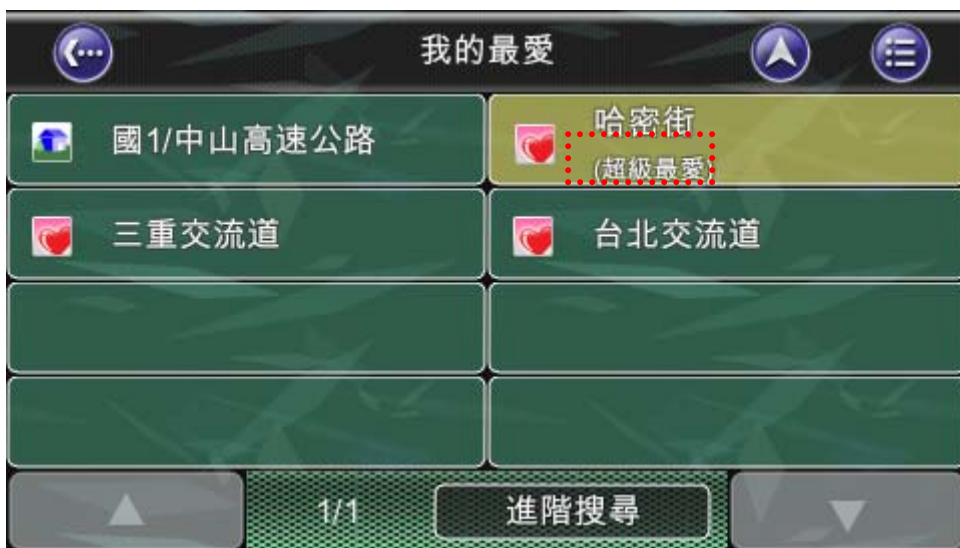 我的最愛
國1/中山高速公路
哈密街
(超級最愛)
三重交流道
台北交流道
1/1
進階搜尋